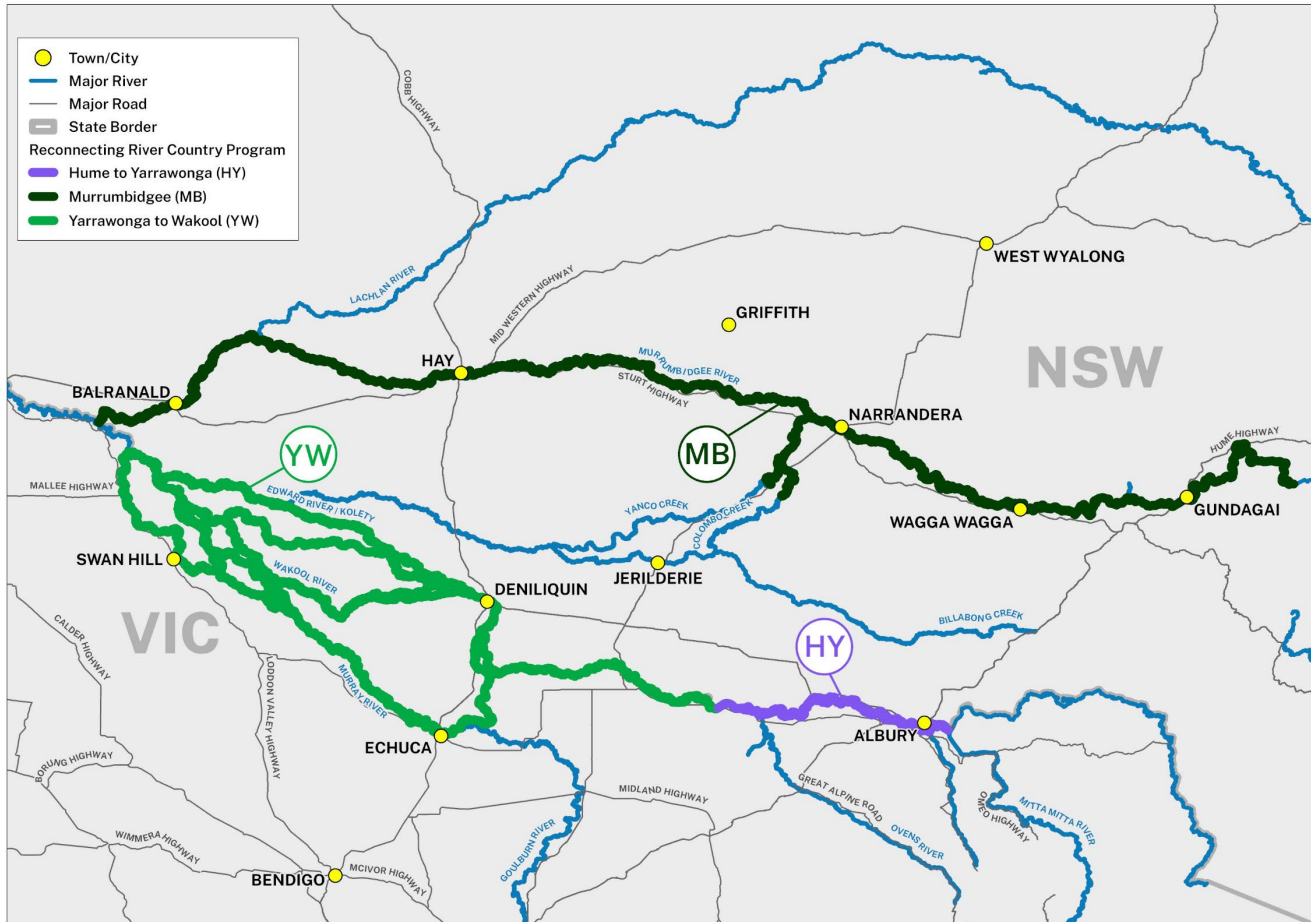 Town/City
Major River
Major Road
State Border
Reconnecting River Country Program
Hume to Yarrawonga (HY)
Murrumbidgee (MB)
Yarrawonga to Wakool (YW)
COBB HIGHWAY
LACHLAN RIVER
MID WESTERN HIGHWAY
WEST WYALONG
GRIFFITH
NSW
HAY
MURRUMBIDGEE RIVER
STURT HIGHWAY
BALRANALD
NARRANDERA
MB
YW
HUME HIGHWAY
MALLEE HIGHWAY
EDWARD RIVER / KOLETY
YANCO CREEK
COLOMBO CREEK
WAGGA WAGGA
GUNDAGAI
SWAN HILL
WAKOOL RIVER
JERILDERIE
DENILIQUIN
VIC
BILLABONG CREEK
CALDER HIGHWAY
LODDON VALLEY HIGHWAY
MURRAY RIVER
HY
ALBURY
ECHUCA
BORUNG HIGHWAY
MIDLAND HIGHWAY
GREAT ALPINE ROAD
OMEO HIGHWAY
MITTA MITTA RIVER
OVENS RIVER
GOULBURN RIVER
WIMMERA HIGHWAY
MCIVOR HIGHWAY
BENDIGO